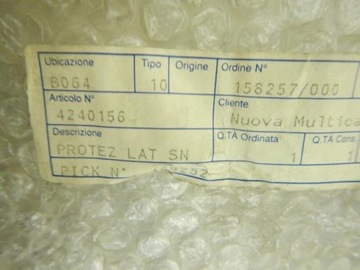 Ubicazione Tipo Origine Ordine N°
B064 10 158257/000
Articolo N° Cliente
4240156 Nuova Multica
Descrizione Q.TA Ordinata Q.TA Cons.
PROTEZ LAT SN 1 1
PICK N°